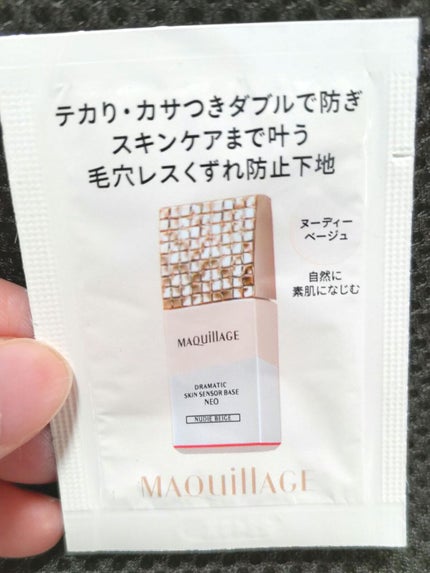 テカり・カサつきダブルで防ぎ
スキンケアまで叶う
毛穴レスくずれ防止下地
ヌーディー
ベージュ
自然に
素肌になじむ
MAQuillAGE
DRAMATIC
SKIN SENSOR BASE
NEO
NUDIE BEIGE
MAQuillAGE